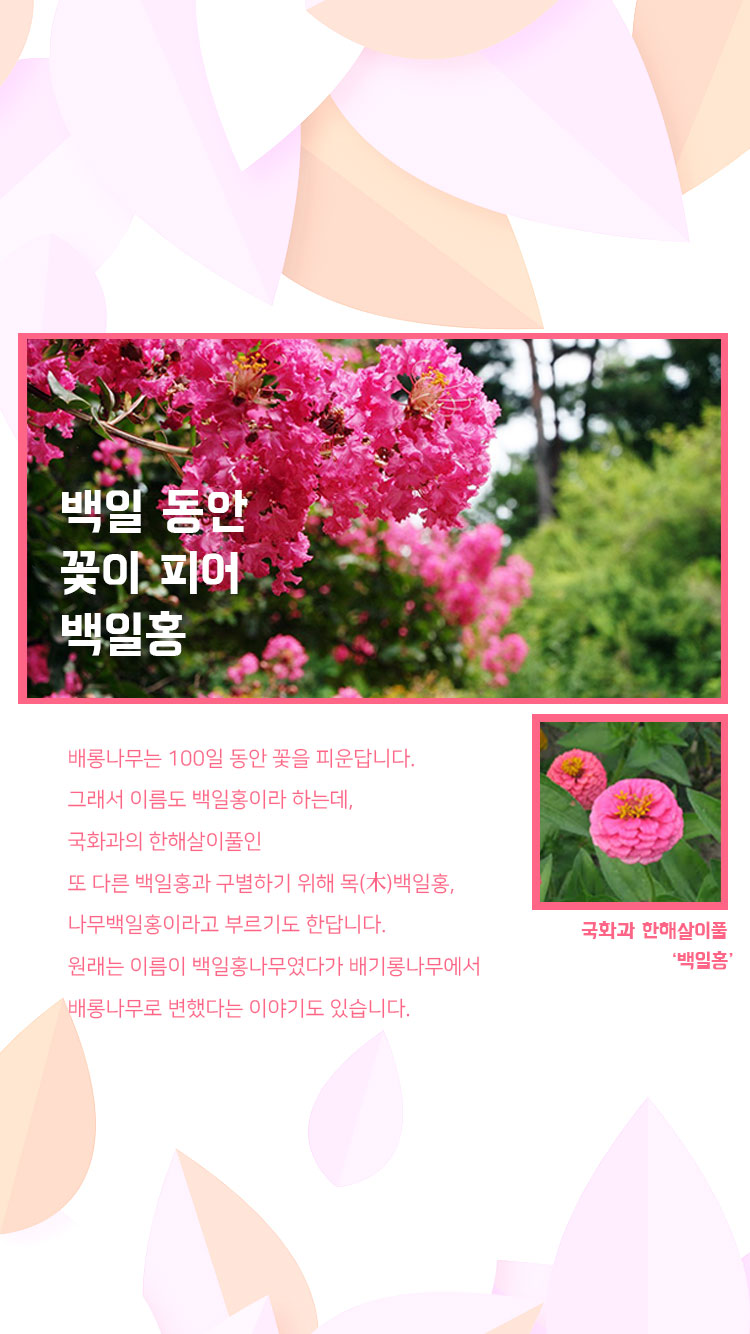 백일 동안
꽃이 피어
백일홍
배롱나무는 100일 동안 꽃을 피운답니다.
그래서 이름도 백일홍이라 하는데,
국화과의 한해살이풀인
또 다른 백일홍과 구별하기 위해 목(木)백일홍,
나무백일홍이라고 부르기도 한답니다.
원래는 이름이 백일홍나무였다가 배기롱나무에서
배롱나무로 변했다는 이야기도 있습니다.
국화과 한해살이풀
‘백일홍’